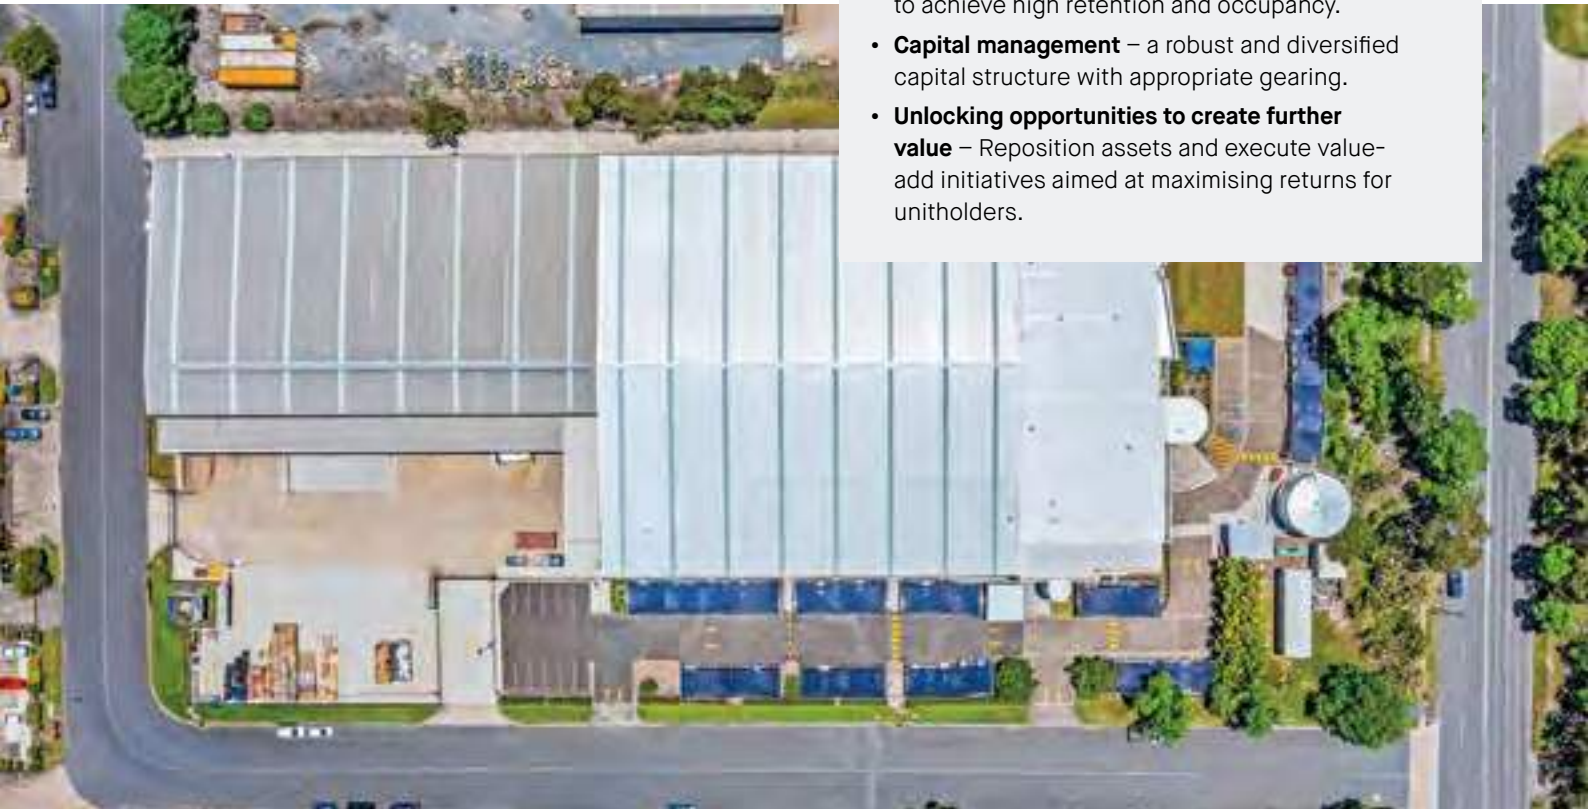 to achieve high retention and occupancy.
• Capital management – a robust and diversified
capital structure with appropriate gearing.
• Unlocking opportunities to create further
value – Reposition assets and execute value-
add initiatives aimed at maximising returns for
unitholders.